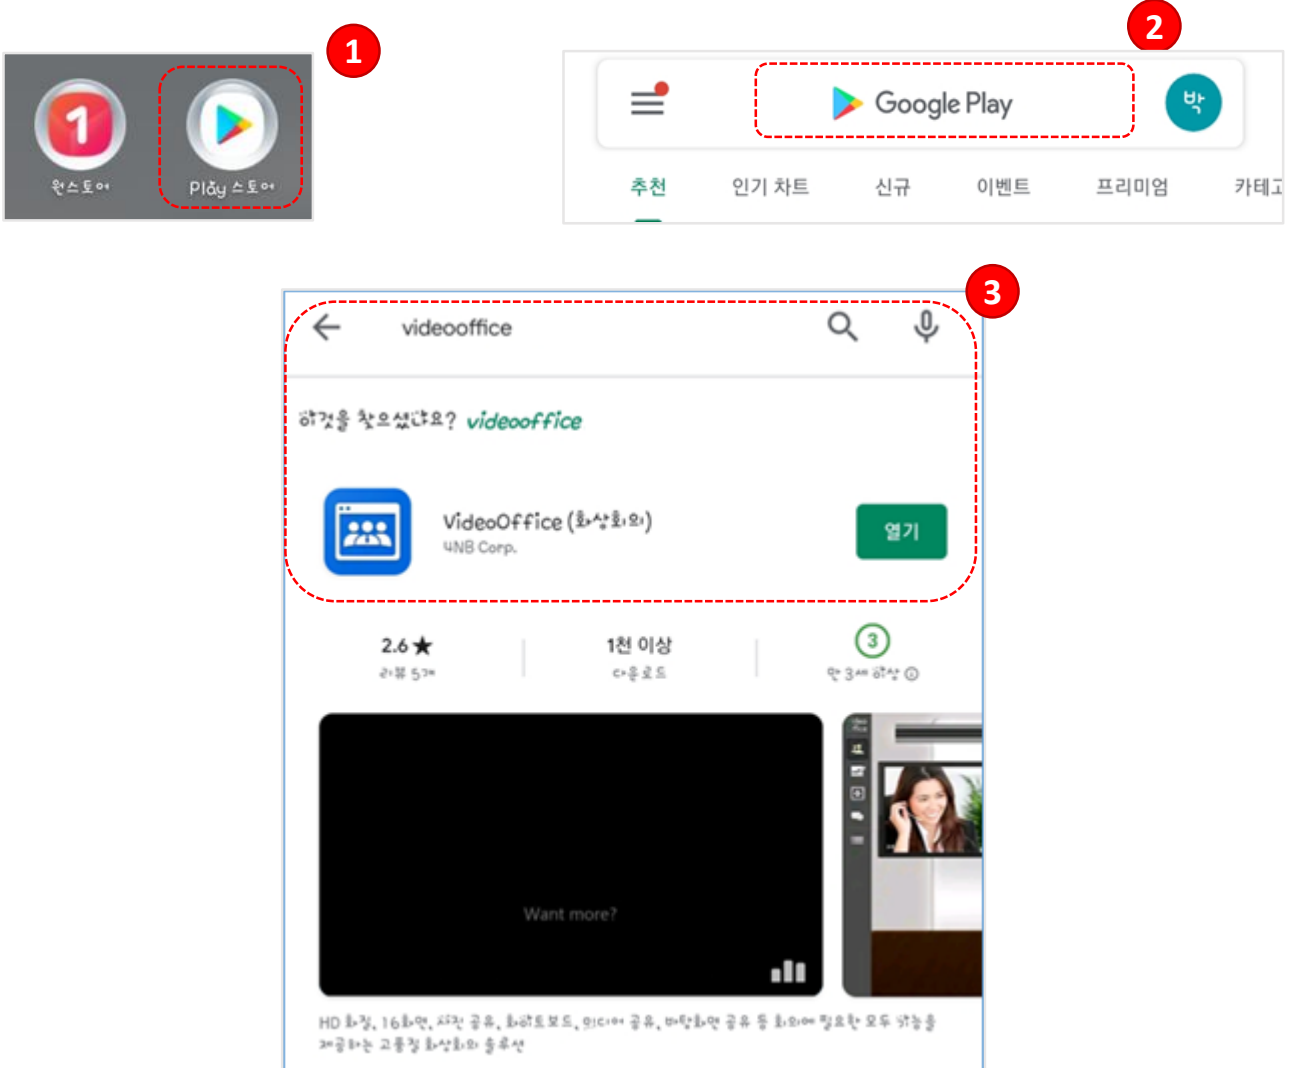 1
2
1
원스토어
Play 스토어
Google Play
박
추천 인기 차트 신규 이벤트 프리미엄 카테고
3
videooffice
이것을 찾으셨나요? videooffice
VideoOffice (화상회의)
4NB Corp.
열기
2.6★
리뷰 5개
1천 이상
다운로드
3
만 3세 이상
Want more?
HD 화질, 16화면, 사진 공유, 화이트보드, 미디어 공유, 바탕화면 공유 등 회의에 필요한 모두 기능을
제공하는 고품질 화상회의 솔루션